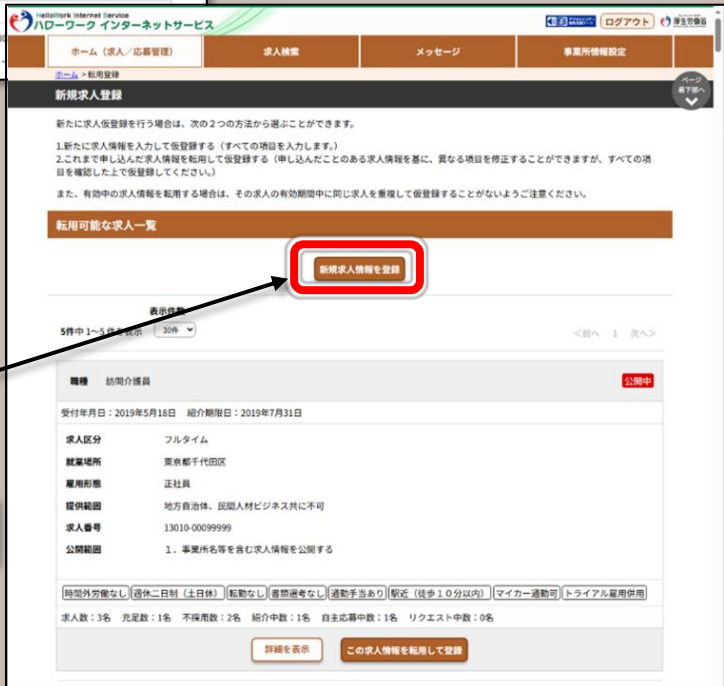 HelloWork Internet Service
ハローワーク インターネットサービス
ログアウト
厚生労働省
ホーム（求人／応募管理）
求人検索
メッセージ
事業所情報設定
ホーム > 転用登録
ページ
最下部へ
新規求人登録
新たに求人仮登録を行う場合は、次の２つの方法から選ぶことができます。
1.新たに求人情報を入力して仮登録する（すべての項目を入力します。）
2.これまで申し込んだ求人情報を転用して仮登録する（申し込んだことのある求人情報を基に、異なる項目を修正することができますが、すべての項
目を確認した上で仮登録してください。）
また、有効中の求人情報を転用する場合は、その求人の有効期間中に同じ求人を重複して仮登録することがないようご注意ください。
転用可能な求人一覧
新規求人情報を登録
表示件数
5件中 1～5 件を表示 30件
<前へ 1 次へ>
職種 訪問介護員 公開中
受付年月日：2019年5月18日 紹介期限日：2019年7月31日
求人区分 フルタイム
就業場所 東京都千代田区
雇用形態 正社員
提供範囲 地方自治体、民間人材ビジネス共に不可
求人番号 13010-00099999
公開範囲 １．事業所名等を含む求人情報を公開する
時間外労働なし 週休二日制（土日休） 転勤なし 書類選考なし 通勤手当あり 駅近（徒歩１０分以内） マイカー通勤可 トライアル雇用併用
求人数：3名 充足数：1名 不採用数：2名 紹介中数：1名 自主応募中数：1名 リクエスト中数：0名
詳細を表示 この求人情報を転用して登録